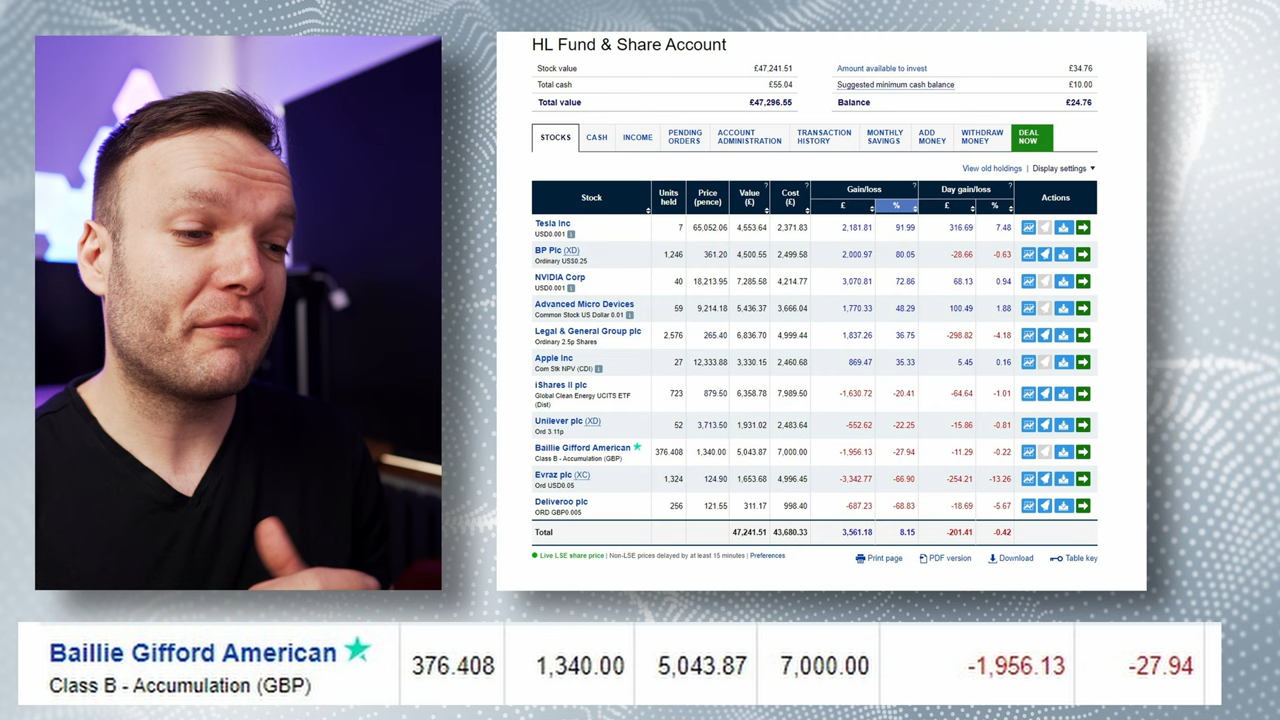 HL Fund & Share Account
Stock value £47,241.51 Amount available to invest £34.76
Total cash £55.04 Suggested minimum cash balance £10.00
Total value £47,296.55 Balance £24.76
STOCKS CASH INCOME PENDING ORDERS ACCOUNT ADMINISTRATION TRANSACTION HISTORY MONTHLY SAVINGS ADD MONEY WITHDRAW MONEY DEAL NOW
View old holdings | Display settings
Stock Units held Price (pence) Value (£) ? Cost (£) ? Gain/loss ? £ % Day gain/loss ? £ % Actions
Tesla Inc 7 65,052.06 4,553.64 2,371.83 2,181.81 91.99 316.69 7.48
USD0.001
BP Plc (XD) 1,246 361.20 4,500.55 2,499.58 2,000.97 80.05 -28.66 -0.63
Ordinary US$0.25
NVIDIA Corp 40 18,213.95 7,285.58 4,214.77 3,070.81 72.86 68.13 0.94
USD0.001
Advanced Micro Devices 59 9,214.18 5,436.37 3,666.04 1,770.33 48.29 100.49 1.88
Common Stock US Dollar 0.01
Legal & General Group plc 2,576 265.40 6,836.70 4,999.44 1,837.26 36.75 -298.82 -4.18
Ordinary 2.5p Shares
Apple Inc 27 12,333.88 3,330.15 2,460.68 869.47 35.33 5.45 0.16
Com Stk NPV (CDI)
iShares II plc 723 879.50 6,358.78 7,989.50 -1,630.72 -20.41 -64.64 -1.01
Global Clean Energy UCITS ETF
(Dist)
Unilever plc (XD) 52 3,713.50 1,931.02 2,483.64 -552.62 -22.25 -15.86 -0.81
Ord 3.11p
Baillie Gifford American 376.408 1,340.00 5,043.87 7,000.00 -1,956.13 -27.94 -11.29 -0.22
Class B - Accumulation (GBP)
Evraz plc (XC) 1,324 124.90 1,653.68 4,996.45 -3,342.77 -66.90 -254.21 -13.26
Ord USD0.05
Deliveroo plc 256 121.55 311.17 998.40 -687.23 -68.83 -18.69 -5.67
ORD GBP0.005
Total 47,241.51 43,680.33 3,561.18 8.15 -201.41 -0.42
Live LSE share price | Non-LSE prices delayed by at least 15 minutes | Preferences Print page PDF version Download Table key
Baillie Gifford American 376.408 1,340.00 5,043.87 7,000.00 -1,956.13 -27.94
Class B - Accumulation (GBP)